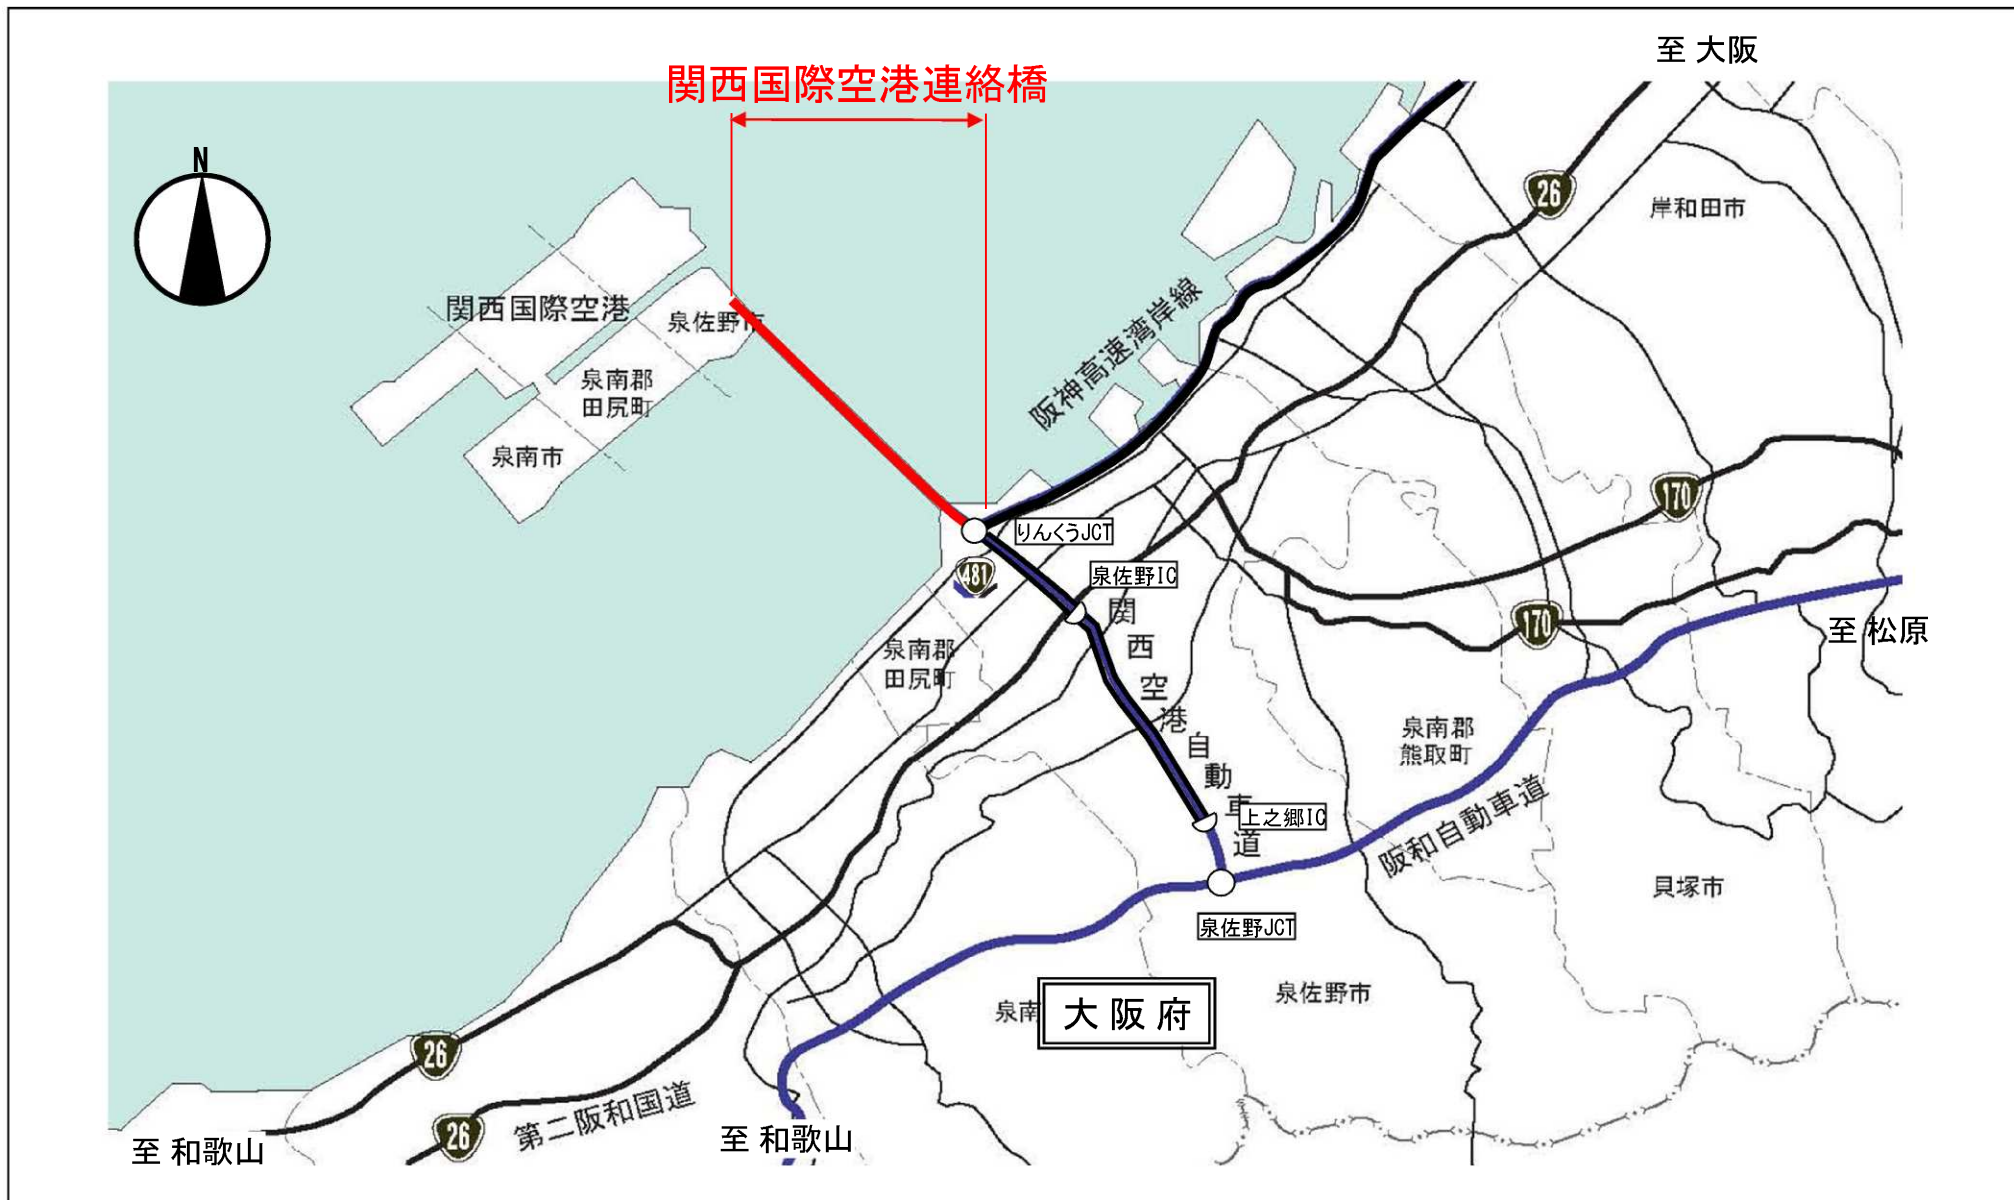 至 大阪
関西国際空港連絡橋
N
26
岸和田市
関西国際空港
泉佐野市
阪神高速湾岸線
泉南郡
田尻町
泉南市
170
りんくうJCT
481
泉佐野IC
170
至 松原
関西空港自動車道
泉南郡
田尻町
泉南郡
熊取町
上之郷IC
阪和自動車道
貝塚市
泉佐野JCT
泉佐野市
泉南
大阪府
26
第二阪和国道
26
至 和歌山
至 和歌山